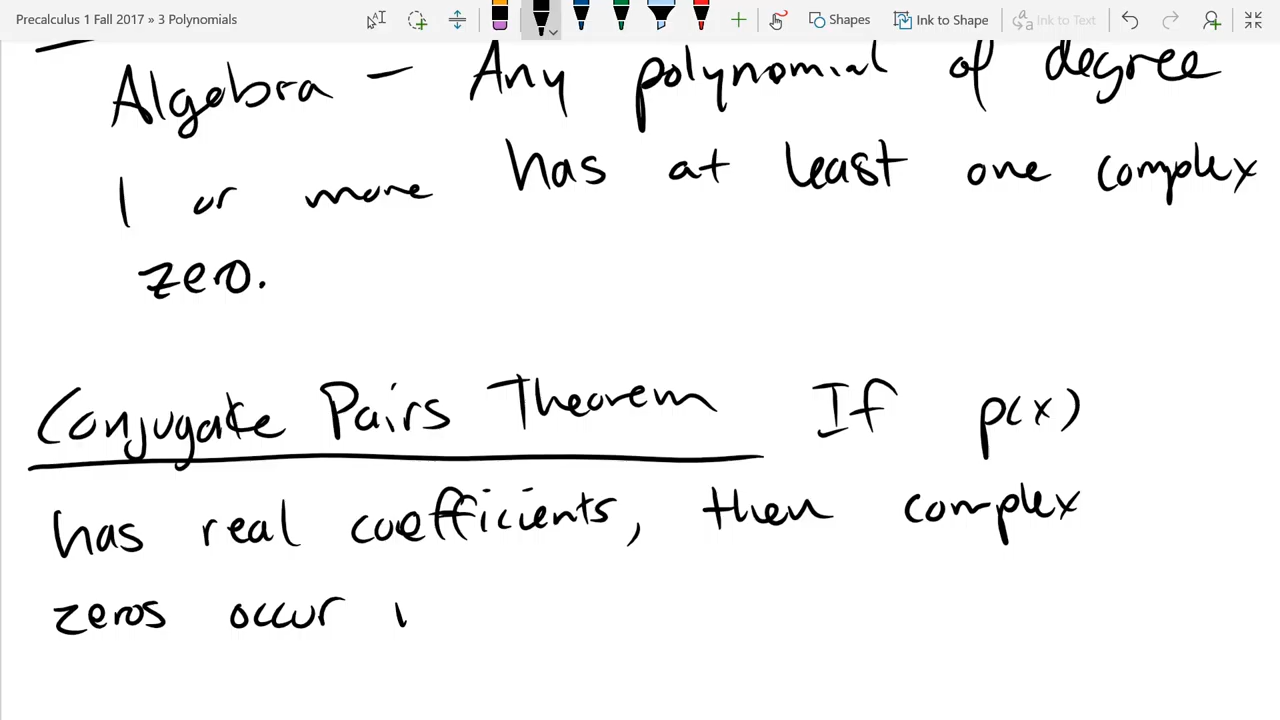 Precalculus 1 Fall 2017 » 3 Polynomials
Shapes Ink to Shape Ink to Text
Algebra — Any polynomial of degree
1 or more has at least one complex
zero.
Conjugate Pairs Theorem If p(x)
has real coefficients, then complex
zeros occur ı